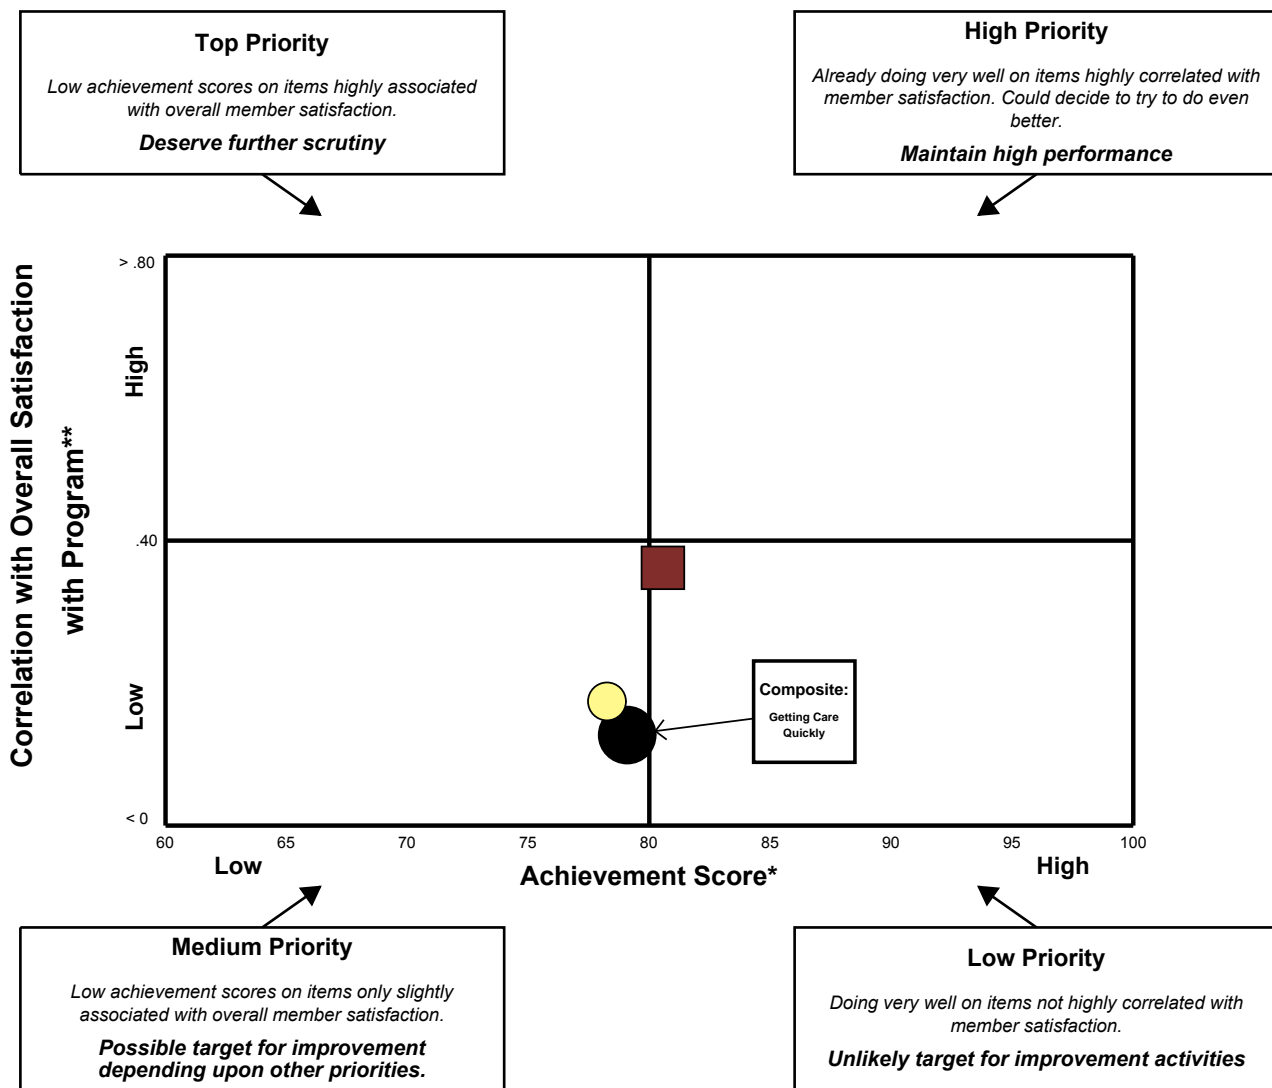 Top Priority
Low achievement scores on items highly associated
with overall member satisfaction.
Deserve further scrutiny
High Priority
Already doing very well on items highly correlated with
member satisfaction. Could decide to try to do even
better.
Maintain high performance
Correlation with Overall Satisfaction
with Program**
> .80
High
.40
Low
< 0
Composite:
Getting Care
Quickly
60
65
70
75
80
85
90
95
100
Low
Achievement Score*
High
Medium Priority
Low achievement scores on items only slightly
associated with overall member satisfaction.
Possible target for improvement
depending upon other priorities.
Low Priority
Doing very well on items not highly correlated with
member satisfaction.
Unlikely target for improvement activities